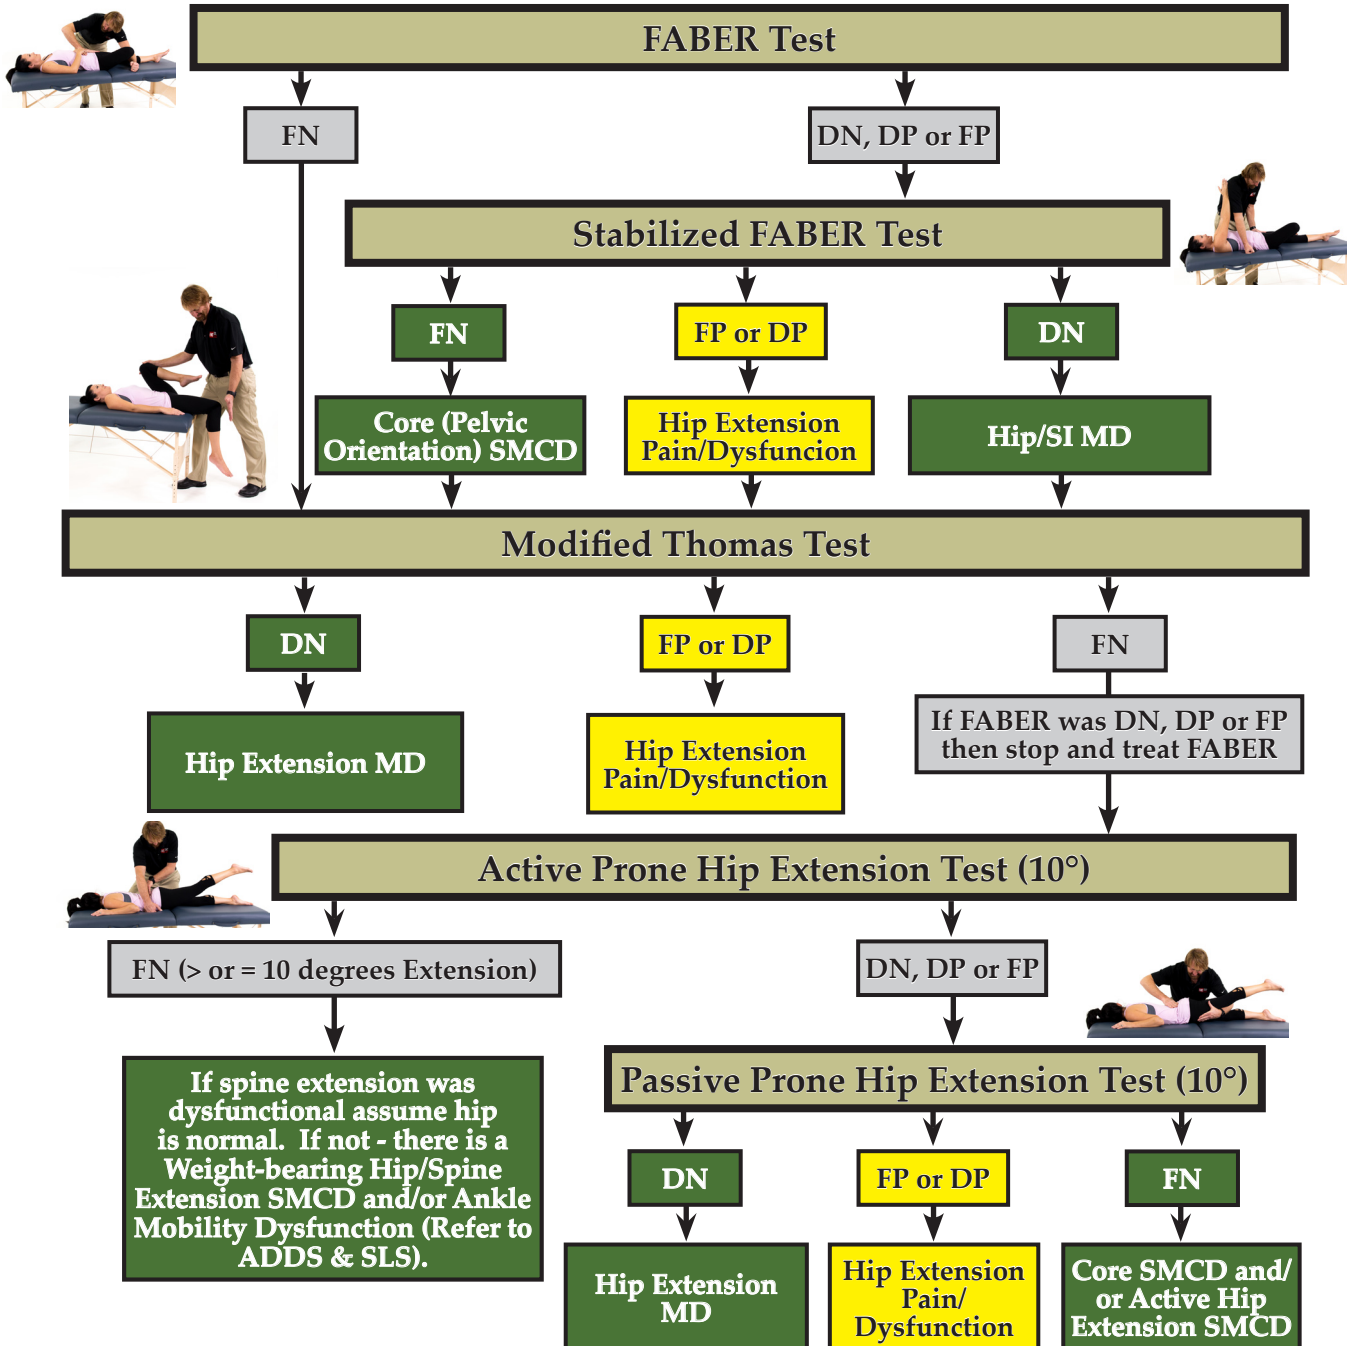 FABER Test
FN
DN, DP or FP
Stabilized FABER Test
FN
FP or DP
DN
Core (Pelvic
Orientation) SMCD
Hip Extension
Pain/Dysfuncion
Hip/SI MD
Modified Thomas Test
DN
FP or DP
FN
If FABER was DN, DP or FP
then stop and treat FABER
Hip Extension MD
Hip Extension
Pain/Dysfunction
Active Prone Hip Extension Test (10°)
FN (> or = 10 degrees Extension)
DN, DP or FP
If spine extension was
dysfunctional assume hip
is normal. If not - there is a
Weight-bearing Hip/Spine
Extension SMCD and/or Ankle
Mobility Dysfunction (Refer to
ADDS & SLS).
Passive Prone Hip Extension Test (10°)
DN
FP or DP
FN
Hip Extension
MD
Hip Extension
Pain/
Dysfunction
Core SMCD and/
or Active Hip
Extension SMCD